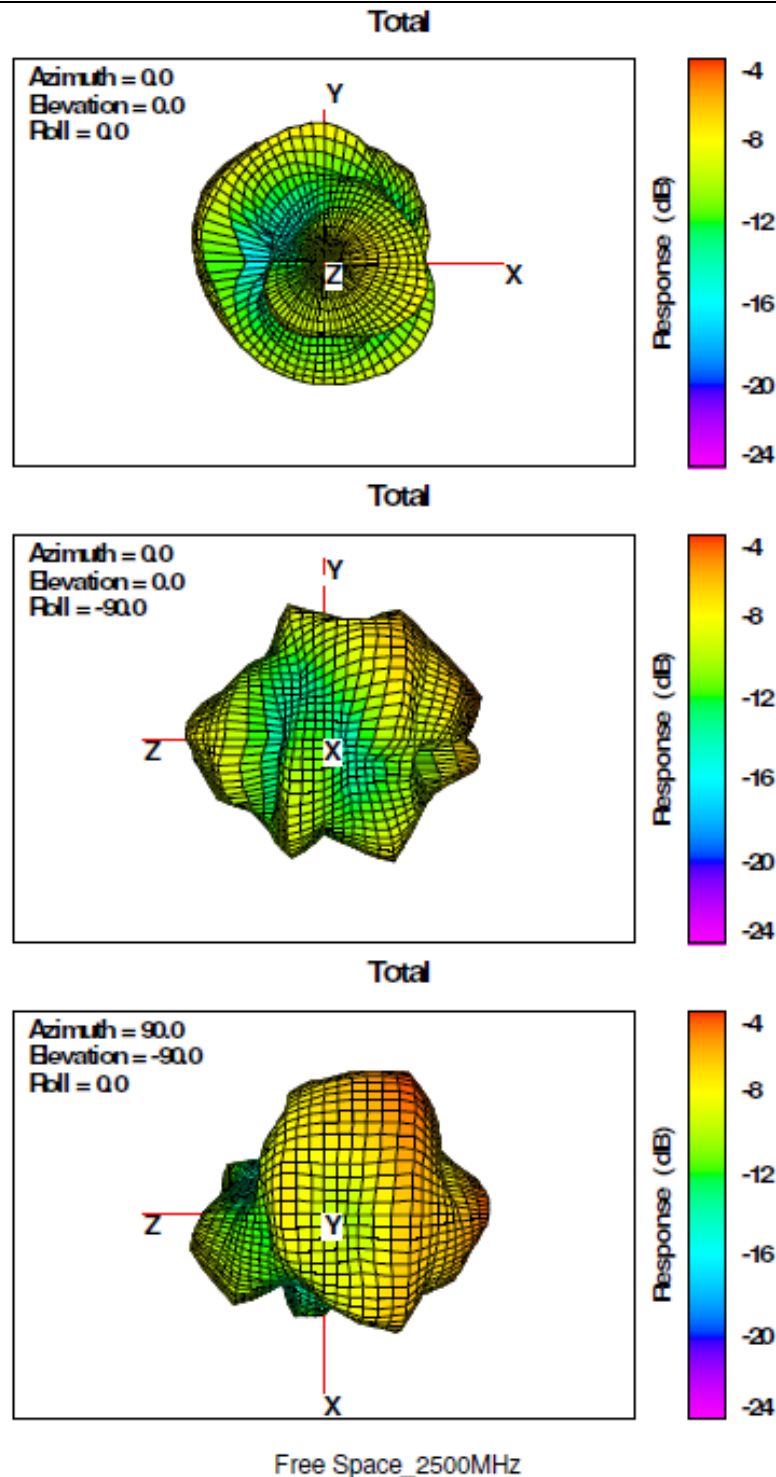 Total
Azimuth = 0.0
Elevation = 0.0
Roll = 0.0
Y
Z
X
Response (dB)
-4
-8
-12
-16
-20
-24
Total
Azimuth = 0.0
Elevation = 0.0
Roll = -90.0
Y
Z
X
Response (dB)
-4
-8
-12
-16
-20
-24
Total
Azimuth = 90.0
Elevation = -90.0
Roll = 0.0
Z
Y
X
Response (dB)
-4
-8
-12
-16
-20
-24
Free Space_2500MHz